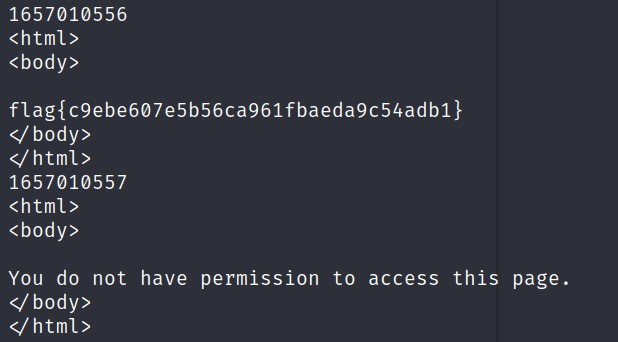 1657010556
<html>
<body>
flag{c9ebe607e5b56ca961fbaeda9c54adb1}
</body>
</html>
1657010557
<html>
<body>
You do not have permission to access this page.
</body>
</html>